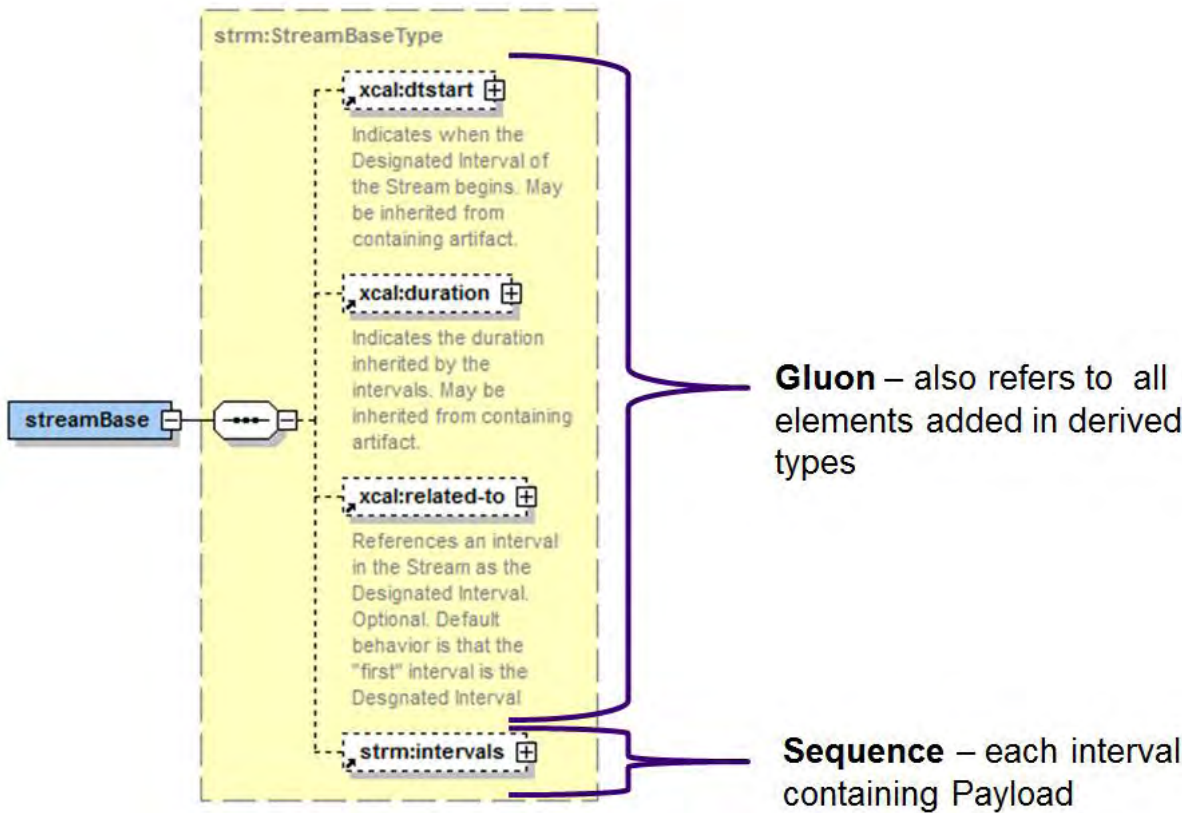 strm:StreamBaseType
xcal:dtstart
Indicates when the
Designated Interval of
the Stream begins. May
be inherited from
containing artifact.
xcal:duration
Indicates the duration
inherited by the
intervals. May be
inherited from containing
artifact.
streamBase
xcal:related-to
References an interval
in the Stream as the
Designated Interval.
Optional. Default
behavior is that the
"first" interval is the
Desgnated Interval
strm:intervals
Gluon – also refers to all
elements added in derived
types
Sequence – each interval
containing Payload